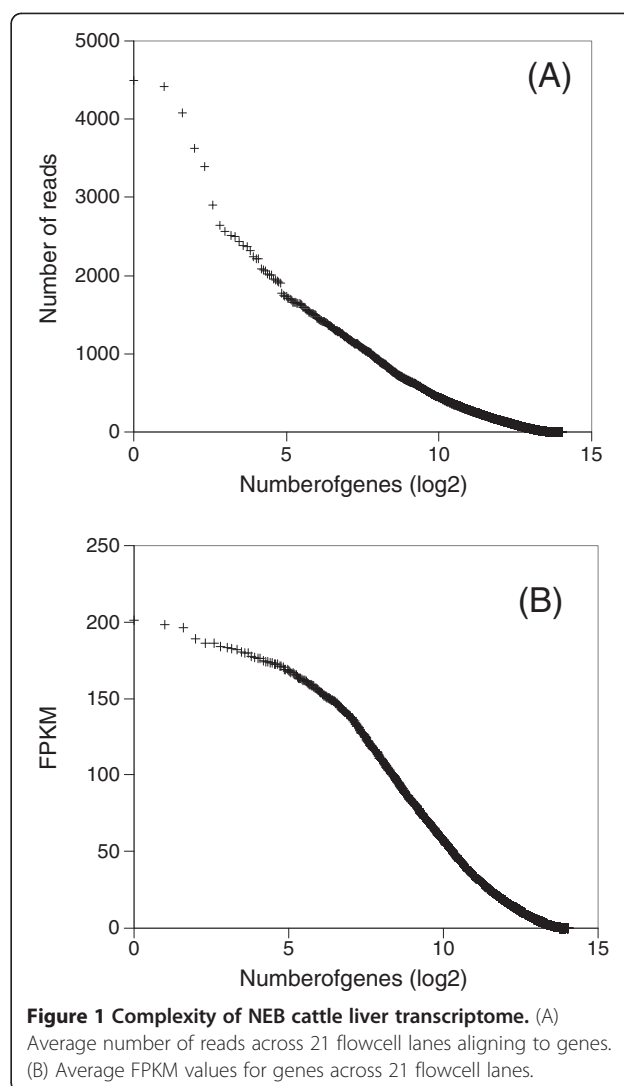 5000
(A)
4000
3000
Number of reads
2000
1000
0
0 5 10 15
Numberofgenes (log2)
250
(B)
200
150
FPKM
100
50
0
0 5 10 15
Numberofgenes (log2)
Figure 1 Complexity of NEB cattle liver transcriptome. (A)
Average number of reads across 21 flowcell lanes aligning to genes.
(B) Average FPKM values for genes across 21 flowcell lanes.